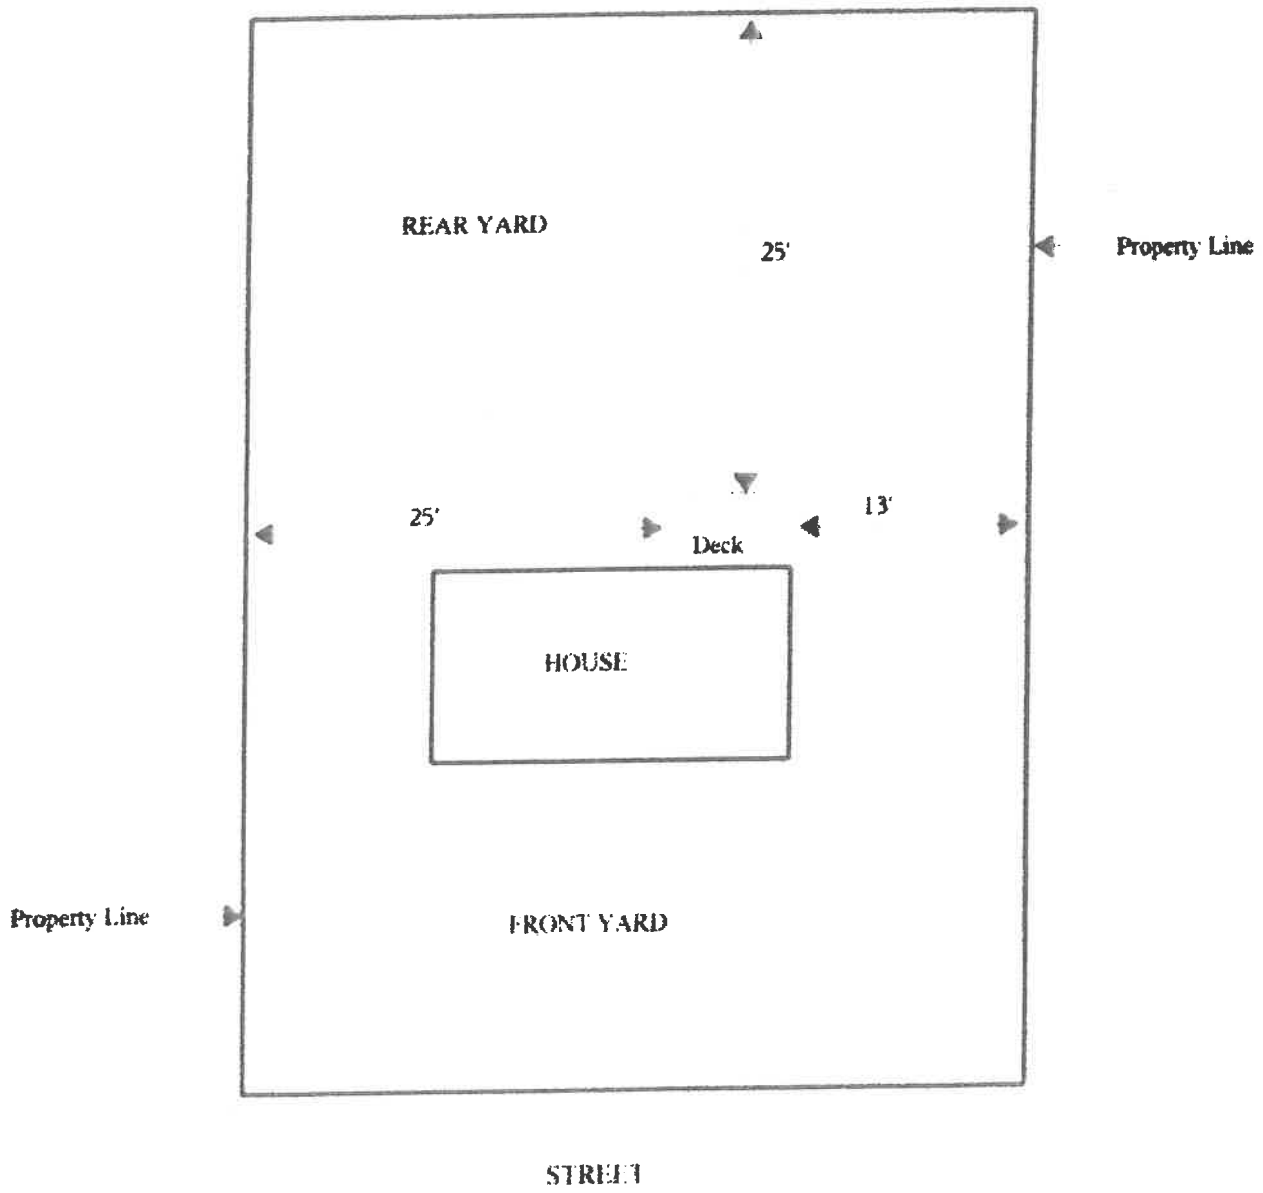 REAR YARD
25'
Property Line
25'
13'
Deck
HOUSE
Property Line
FRONT YARD
STREET